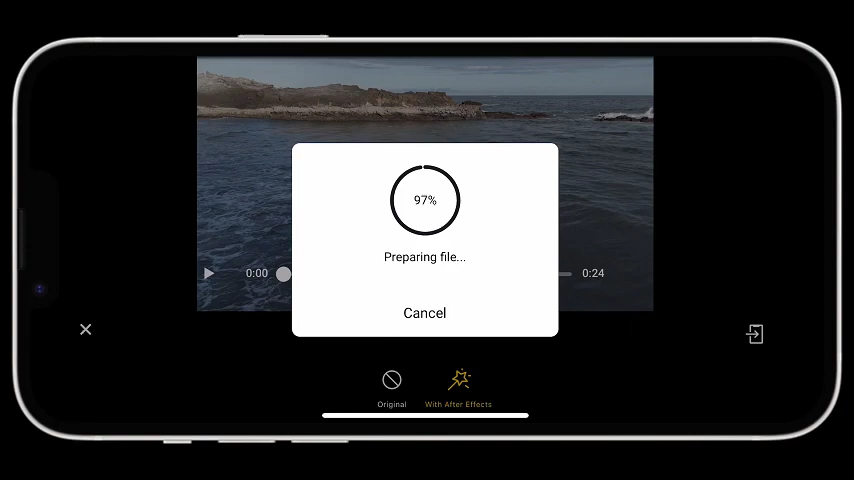 97%
Preparing file...
0:00
0:24
Cancel
Original
With After Effects